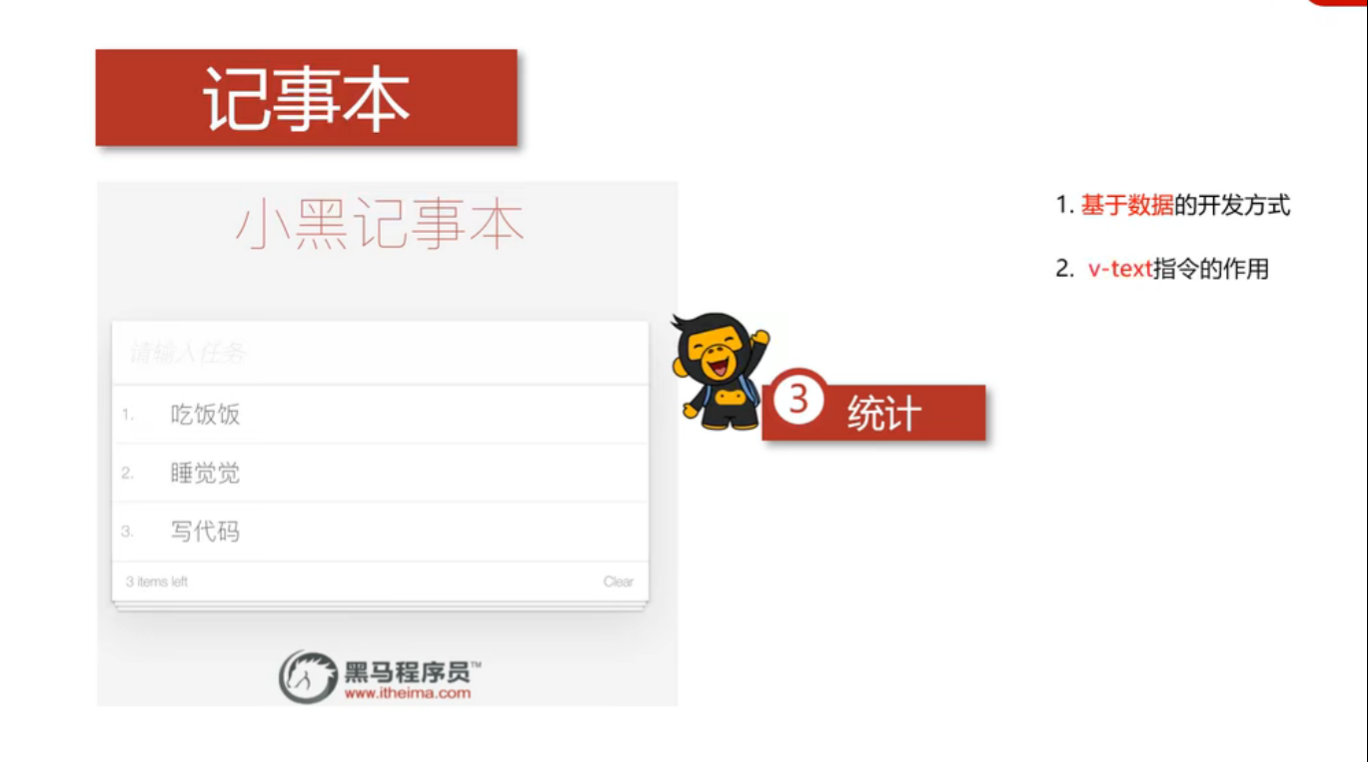 记事本
小黑记事本
请输入任务
1. 吃饭饭
2. 睡觉觉
3. 写代码
3 items left Clear
黑马程序员™
www.itheima.com
3 统计
1. 基于数据的开发方式
2. v-text指令的作用